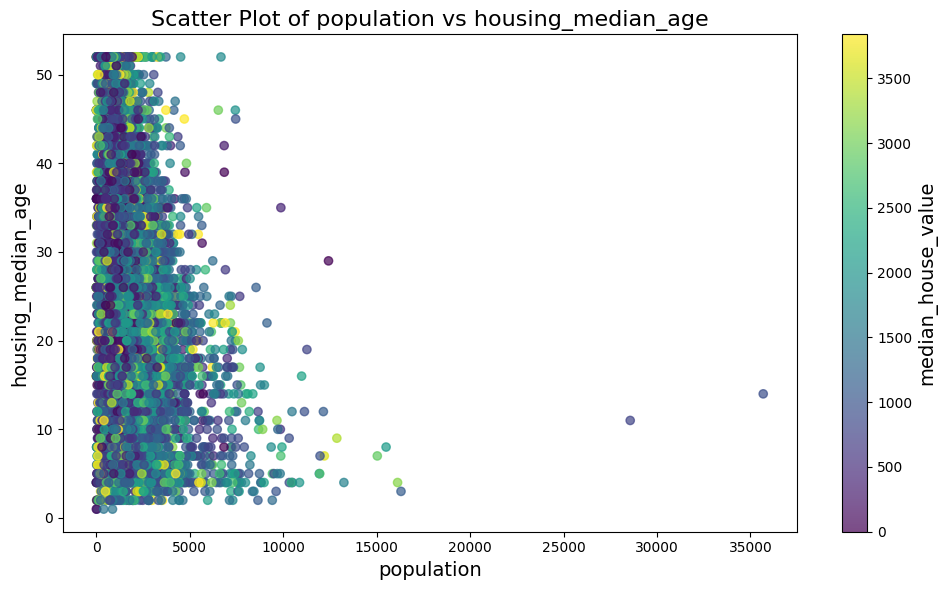 Scatter Plot of population vs housing_median_age
housing_median_age
50
40
30
20
10
0
0 5000 10000 15000 20000 25000 30000 35000
population
3500
3000
2500
2000
1500
1000
500
0
median_house_value